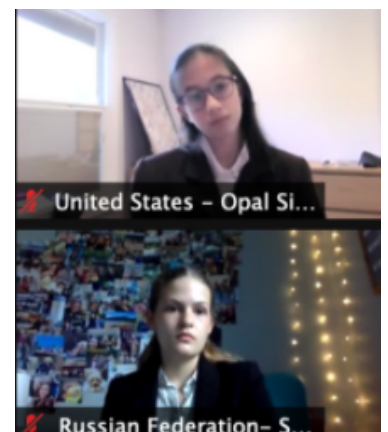 United States – Opal Si...
Russian Federation– S...